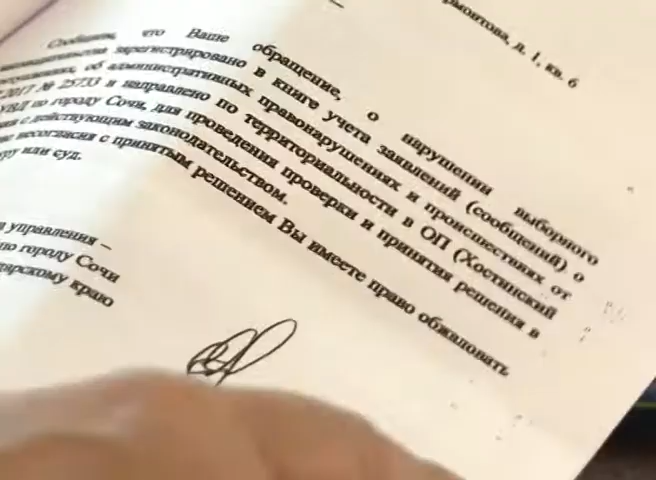 рмонтова, д. 1, кв. 6
Сообщаем, что Ваше обращение, о нарушении выборного
зарегистрировано в книге учета заявлений (сообщений) о
об административных правонарушениях и происшествиях от
.2017 № 25733 и направлено по территориальности в ОП (Хостинский
УВД по городу Сочи, для проведения проверки и принятия решения в
с действующим законодательством.
несогласия с принятым решением Вы имеете право обжаловать
или суд.
управления –
по городу Сочи
дарскому краю